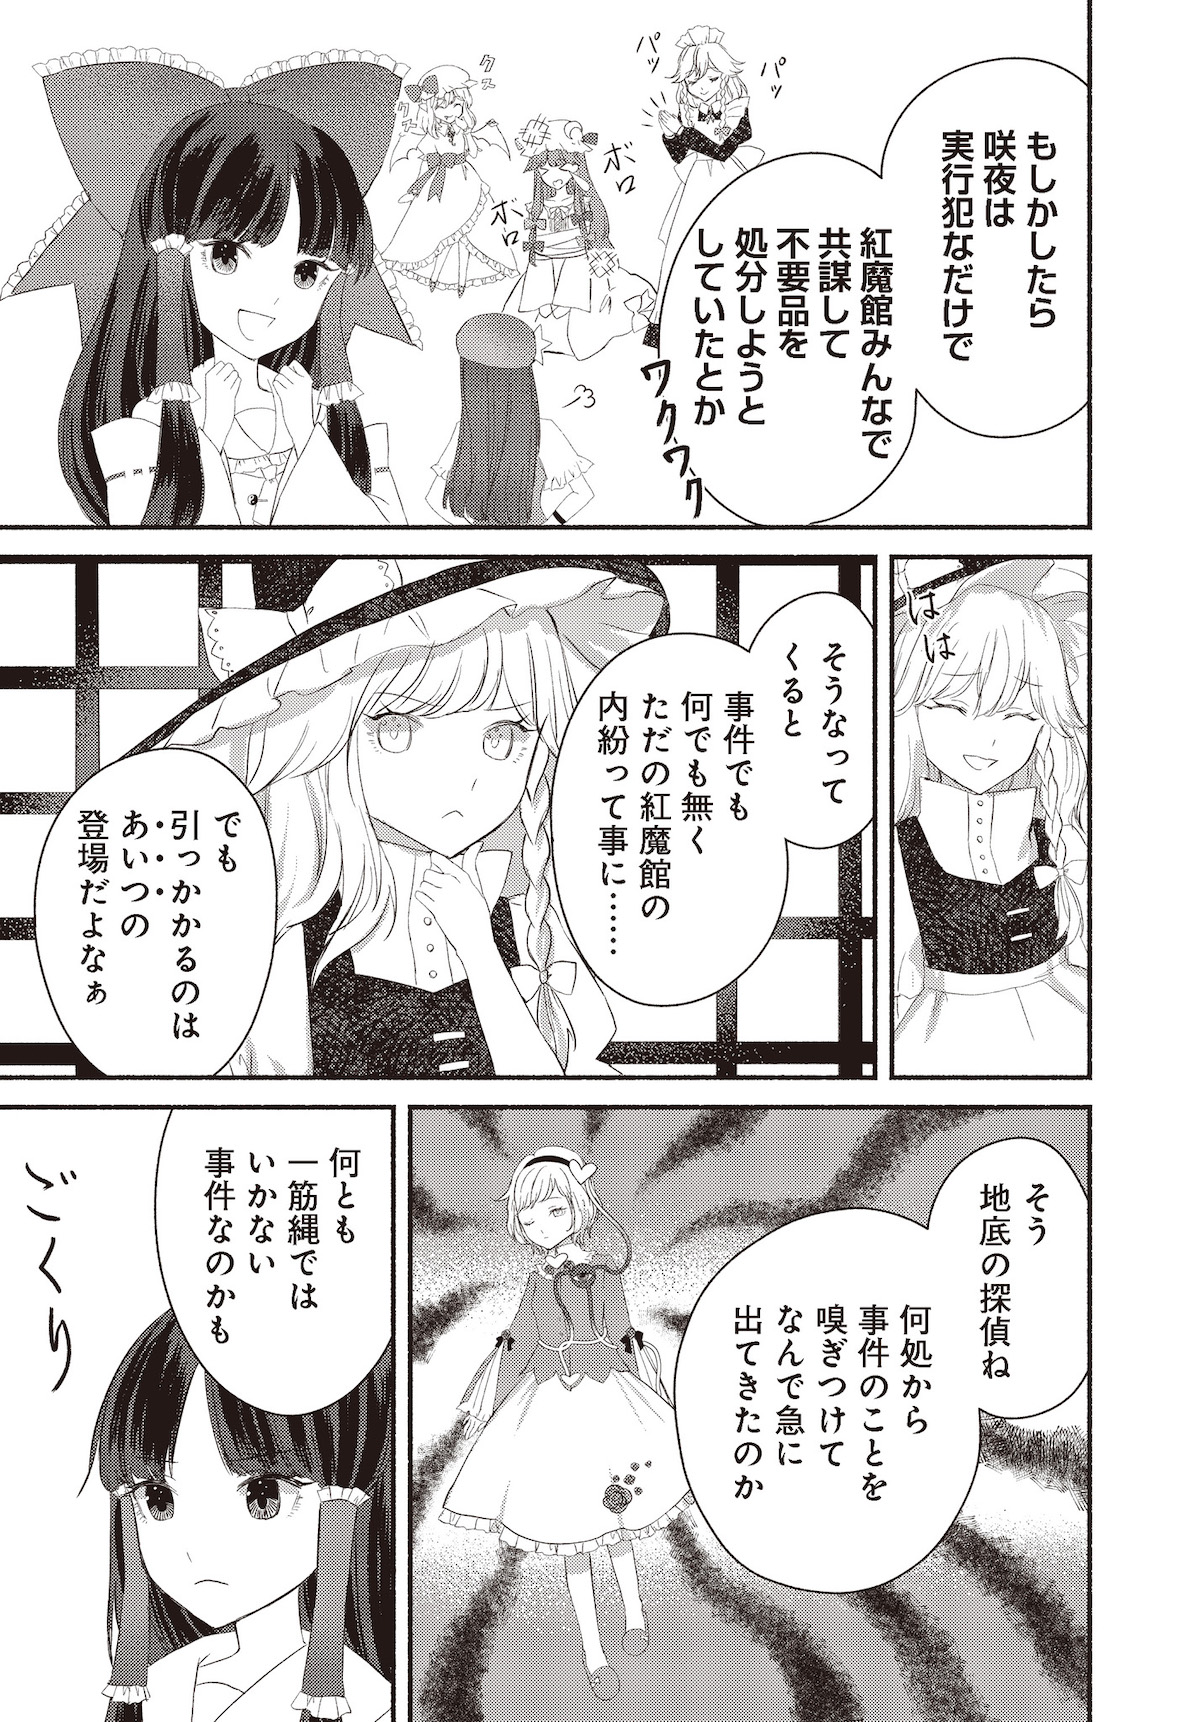 もしかしたら
咲夜は
実行犯なだけで
紅魔館みんなで
共謀して
不要品を
処分しようと
していたとか
ワクワク
パッ
パッ
クス
クス
ボロ
ボロ
はは
そうなって
くると
事件でも
何でも無く
ただの紅魔館の
内紛って事に……
でも
引っかかるのは
あいつの
登場だよなぁ
そう
地底の探偵ね
何処から
事件のことを
嗅ぎつけて
なんで急に
出てきたのか
何とも
一筋縄では
いかない
事件なのかも
ごくり